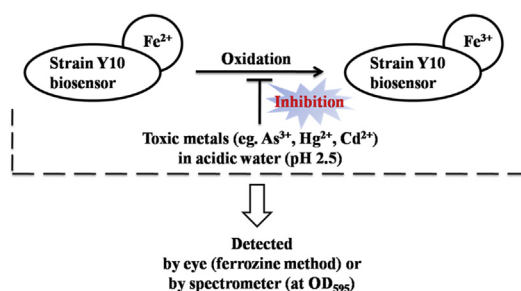 Fe²⁺
Strain Y10
biosensor
Oxidation
Fe³⁺
Strain Y10
biosensor
Inhibition
Toxic metals (eg. As³⁺, Hg²⁺, Cd²⁺)
in acidic water (pH 2.5)
Detected
by eye (ferrozine method) or
by spectrometer (at OD₅₉₅)